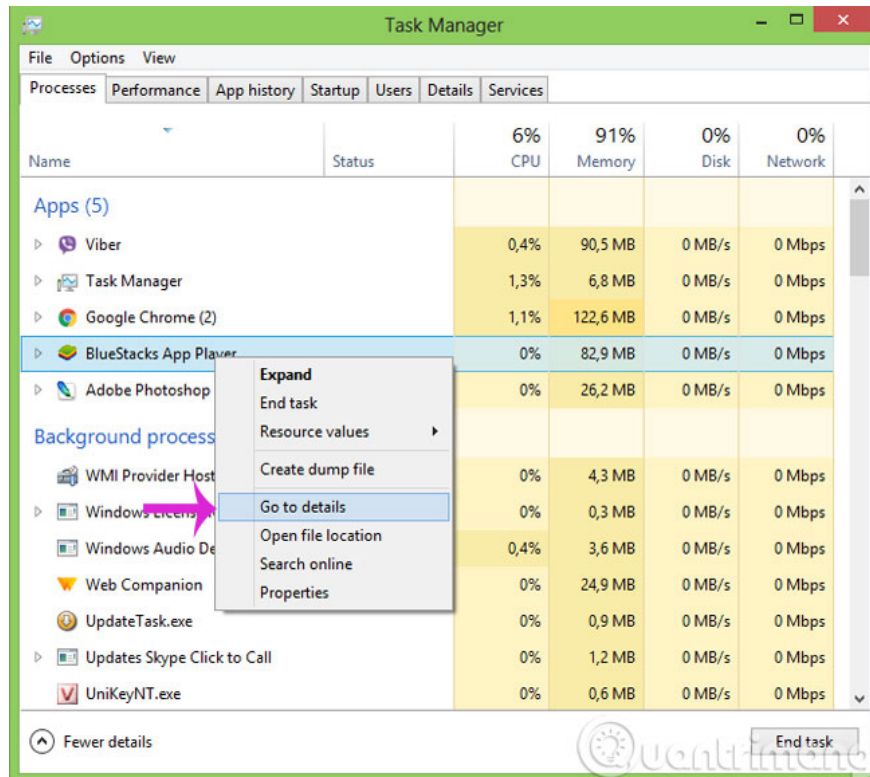 Task Manager
File Options View
Processes Performance App history Startup Users Details Services
6% 91% 0% 0%
Name Status CPU Memory Disk Network
Apps (5)
Viber 0,4% 90,5 MB 0 MB/s 0 Mbps
Task Manager 1,3% 6,8 MB 0 MB/s 0 Mbps
Google Chrome (2) 1,1% 122,6 MB 0 MB/s 0 Mbps
BlueStacks App Player 0% 82,9 MB 0 MB/s 0 Mbps
Expand
Adobe Photoshop 0% 26,2 MB 0 MB/s 0 Mbps
End task
Resource values
Background process
Create dump file
WMI Provider Host 0% 4,3 MB 0 MB/s 0 Mbps
Go to details
Windows 0% 0,3 MB 0 MB/s 0 Mbps
Open file location
Windows Audio De 0,4% 3,6 MB 0 MB/s 0 Mbps
Search online
Web Companion 0% 24,9 MB 0 MB/s 0 Mbps
Properties
UpdateTask.exe 0% 0,9 MB 0 MB/s 0 Mbps
Updates Skype Click to Call 0% 1,2 MB 0 MB/s 0 Mbps
UniKeyNT.exe 0% 0,6 MB 0 MB/s 0 Mbps
Fewer details End task
Quantrimang